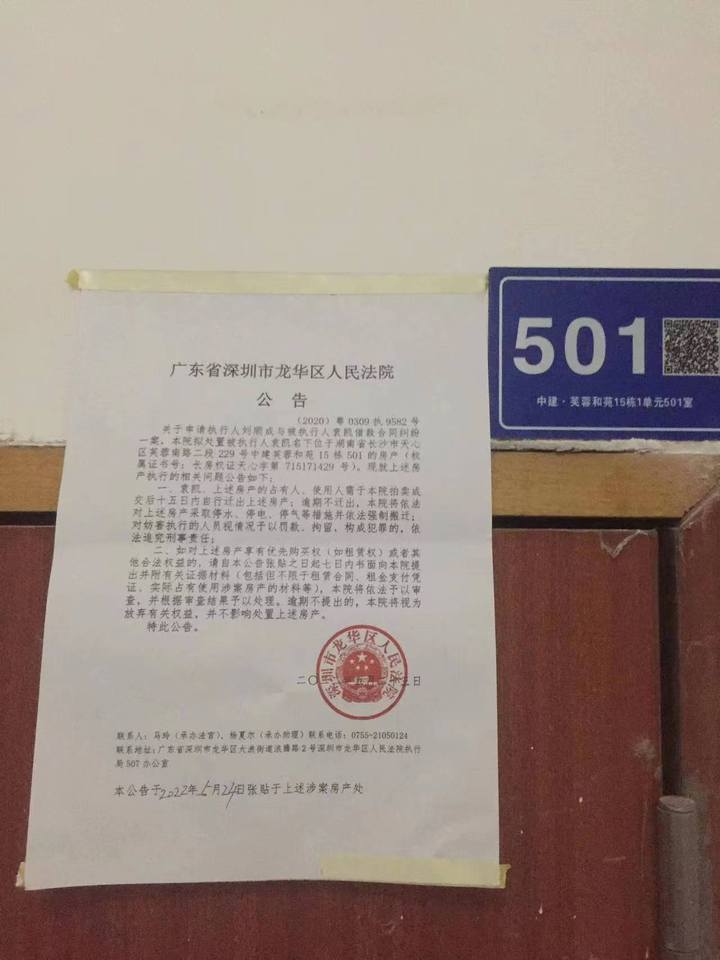 广东省深圳市龙华区人民法院
公告
(2020)粤0309执9582号
关于申请执行人刘顺成与被执行人袁熙借款合同纠纷
一案，本院拟处置被执行人袁熙名下位于湖南省长沙市天心
区芙蓉南路二段229号中建芙蓉和苑15栋501的房产（权
属证书号：长房权证天心字第715171429号）。现就上述房
产执行的相关问题公告如下：
一、袁熙、上述房产的占有人、使用人需于本院拍卖成
交后十五日内自行迁出上述房产；逾期不迁出，本院将依法
对上述房产采取停水、停电、停气等措施并依法强制搬迁；
对妨害执行的人员视情况予以罚款、拘留，构成犯罪的，依
法追究刑事责任；
二、如对上述房产享有优先购买权（如租赁权）或者其
他合法权益的，请自本公告张贴之日起七日内书面向本院提
出并附有关证据材料（包括但不限于租赁合同、租金支付凭
证、实际占有使用涉案房产的材料等），本院将依法予以审
查，并根据审查结果予以处理。逾期不提出的，本院将视为
放弃有关权益，并不影响处置上述房产。
特此公告。
深圳市龙华区人民法院
二〇 日
联系人：马玲（承办法官）、杨夏尔（承办助理）联系电话：0755-21050124
联系地址：广东省深圳市龙华区大浪街道浪腾路2号深圳市龙华区人民法院执行
局507办公室
本公告于2022年5月24日张贴于上述涉案房产处
501
中建·芙蓉和苑15栋1单元501室